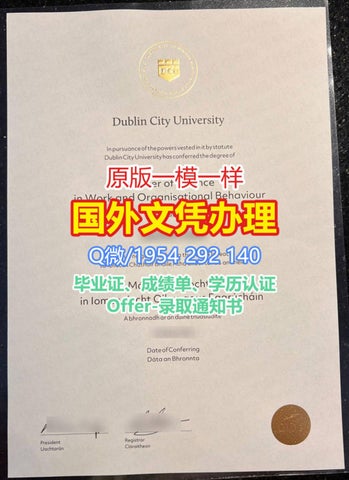 DCU
Dublin City University
In pursuance of the powers vested in it by statute
Dublin City University has conferred the degree of
原版一模一样
in Work and Organisational Behaviour
国外文凭办理
Q微/1954 292 140
毕业证、成绩单、学历认证
Offer-录取通知书
Date of Conferring
Dáta an Bhronnta
President
Uachtarán
Registrar
Cláraitheoir